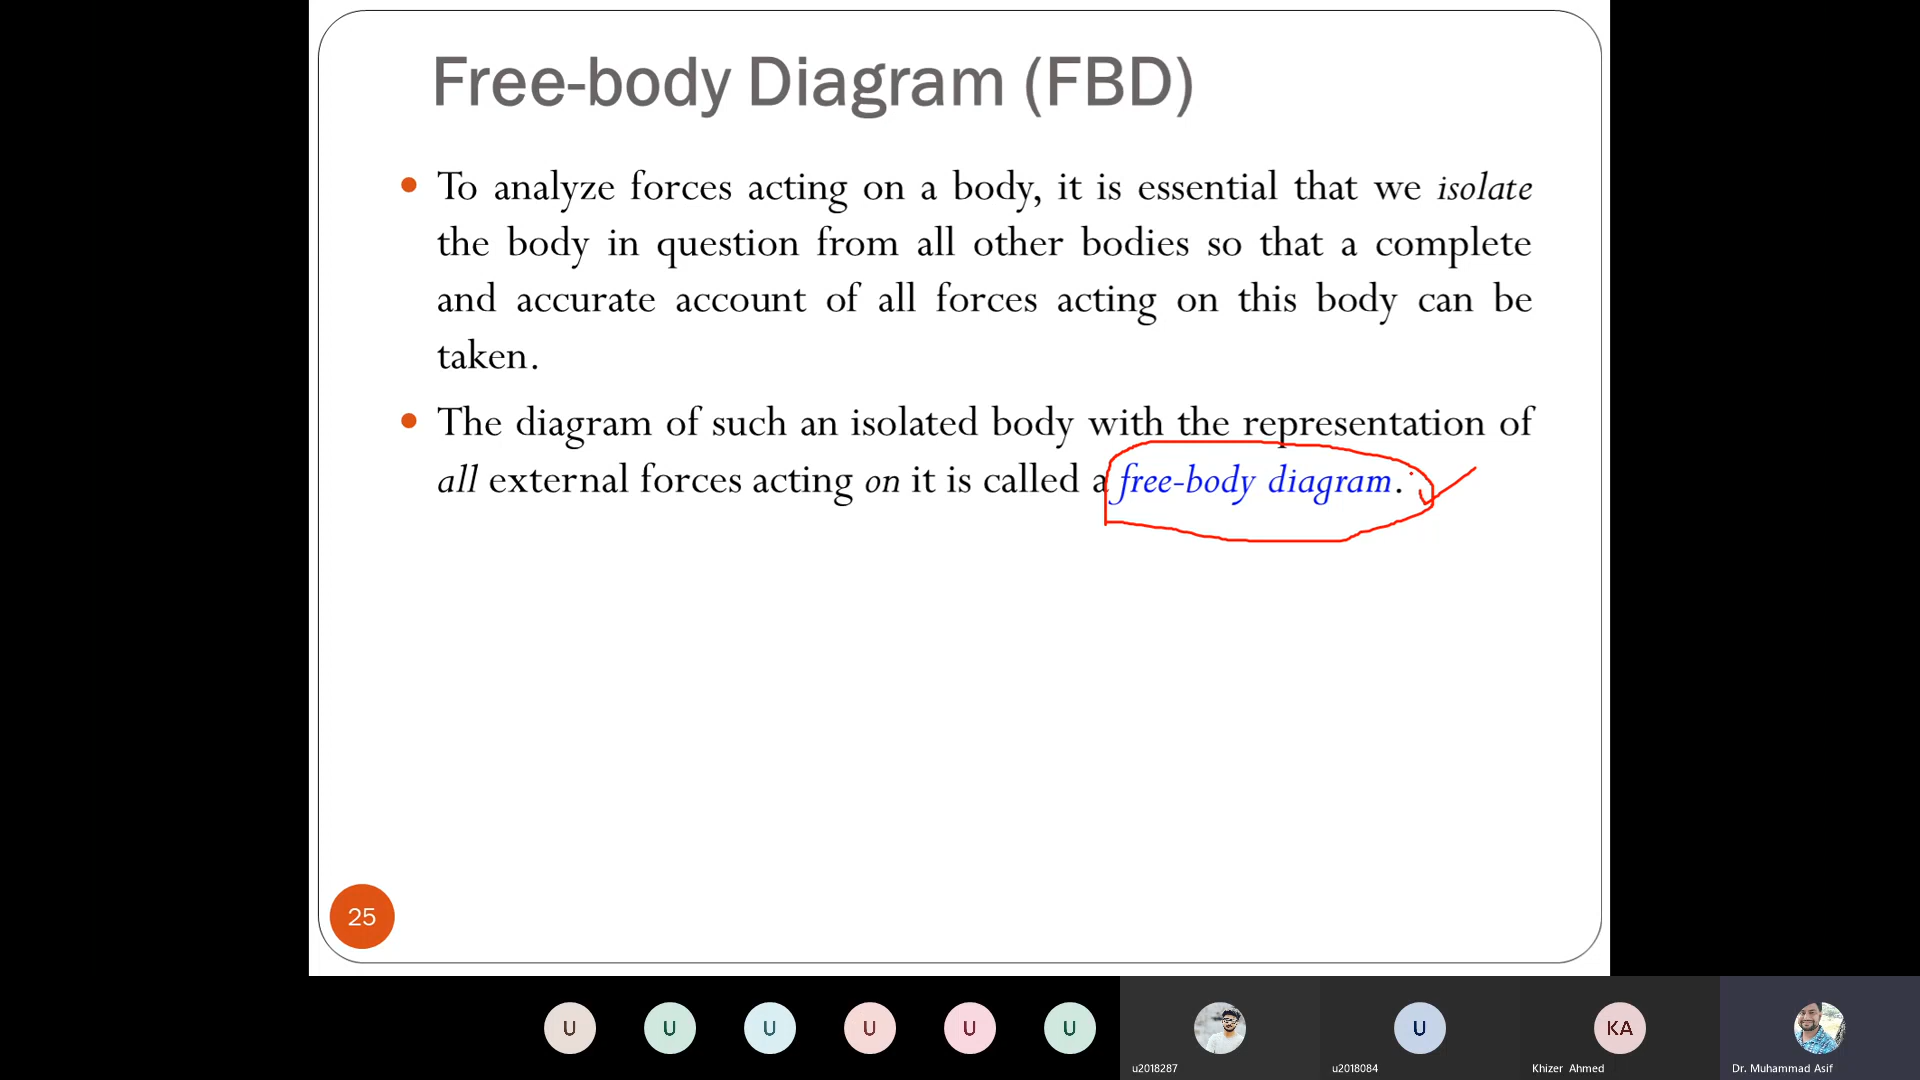 Free-body Diagram (FBD)
To analyze forces acting on a body, it is essential that we isolate
the body in question from all other bodies so that a complete
and accurate account of all forces acting on this body can be
taken.
The diagram of such an isolated body with the representation of
all external forces acting on it is called a free-body diagram.
25
U U U U U U U KA
u2018287 u2018084 Khizer Ahmed Dr. Muhammad Asif